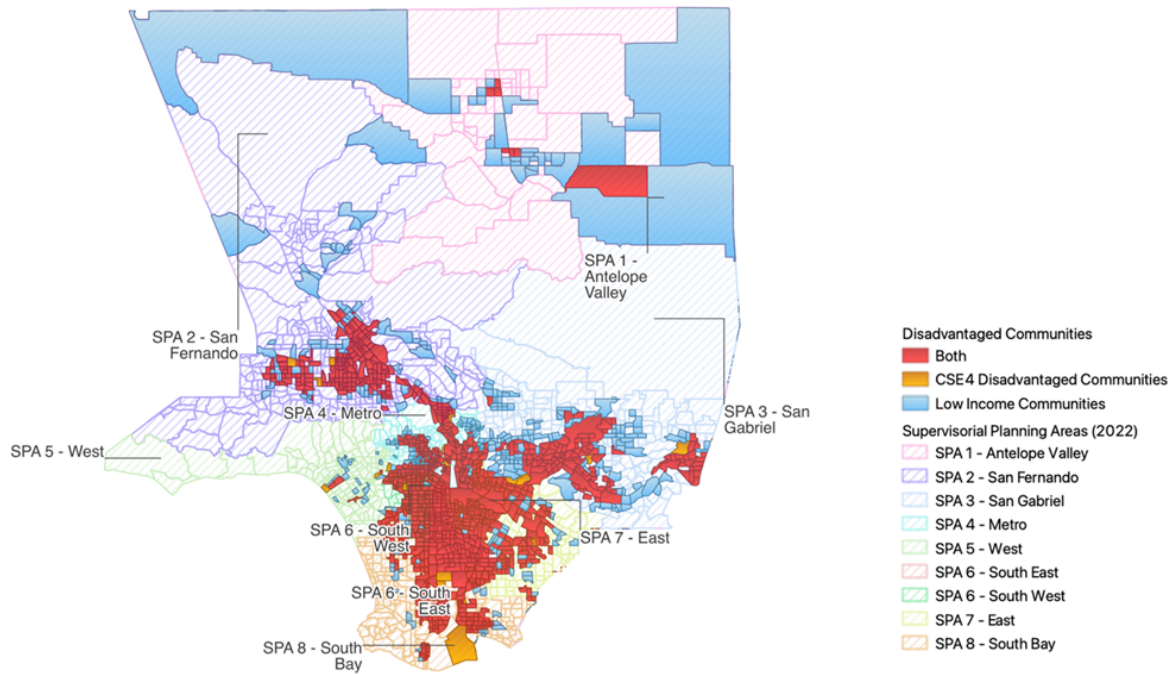 SPA 1 -
Antelope
Valley
SPA 2 - San
Fernando
SPA 4 - Metro
SPA 3 - San
Gabriel
SPA 5 - West
SPA 6 - South
West
SPA 7 - East
SPA 6 - South
East
SPA 8 - South
Bay
Disadvantaged Communities
Both
CSE4 Disadvantaged Communities
Low Income Communities
Supervisorial Planning Areas (2022)
SPA 1 - Antelope Valley
SPA 2 - San Fernando
SPA 3 - San Gabriel
SPA 4 - Metro
SPA 5 - West
SPA 6 - South East
SPA 6 - South West
SPA 7 - East
SPA 8 - South Bay